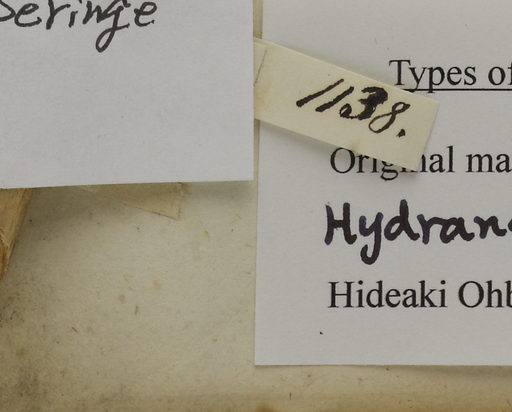 Seringe
1138.
Types of
Original ma
Hydran
Hideaki Ohb